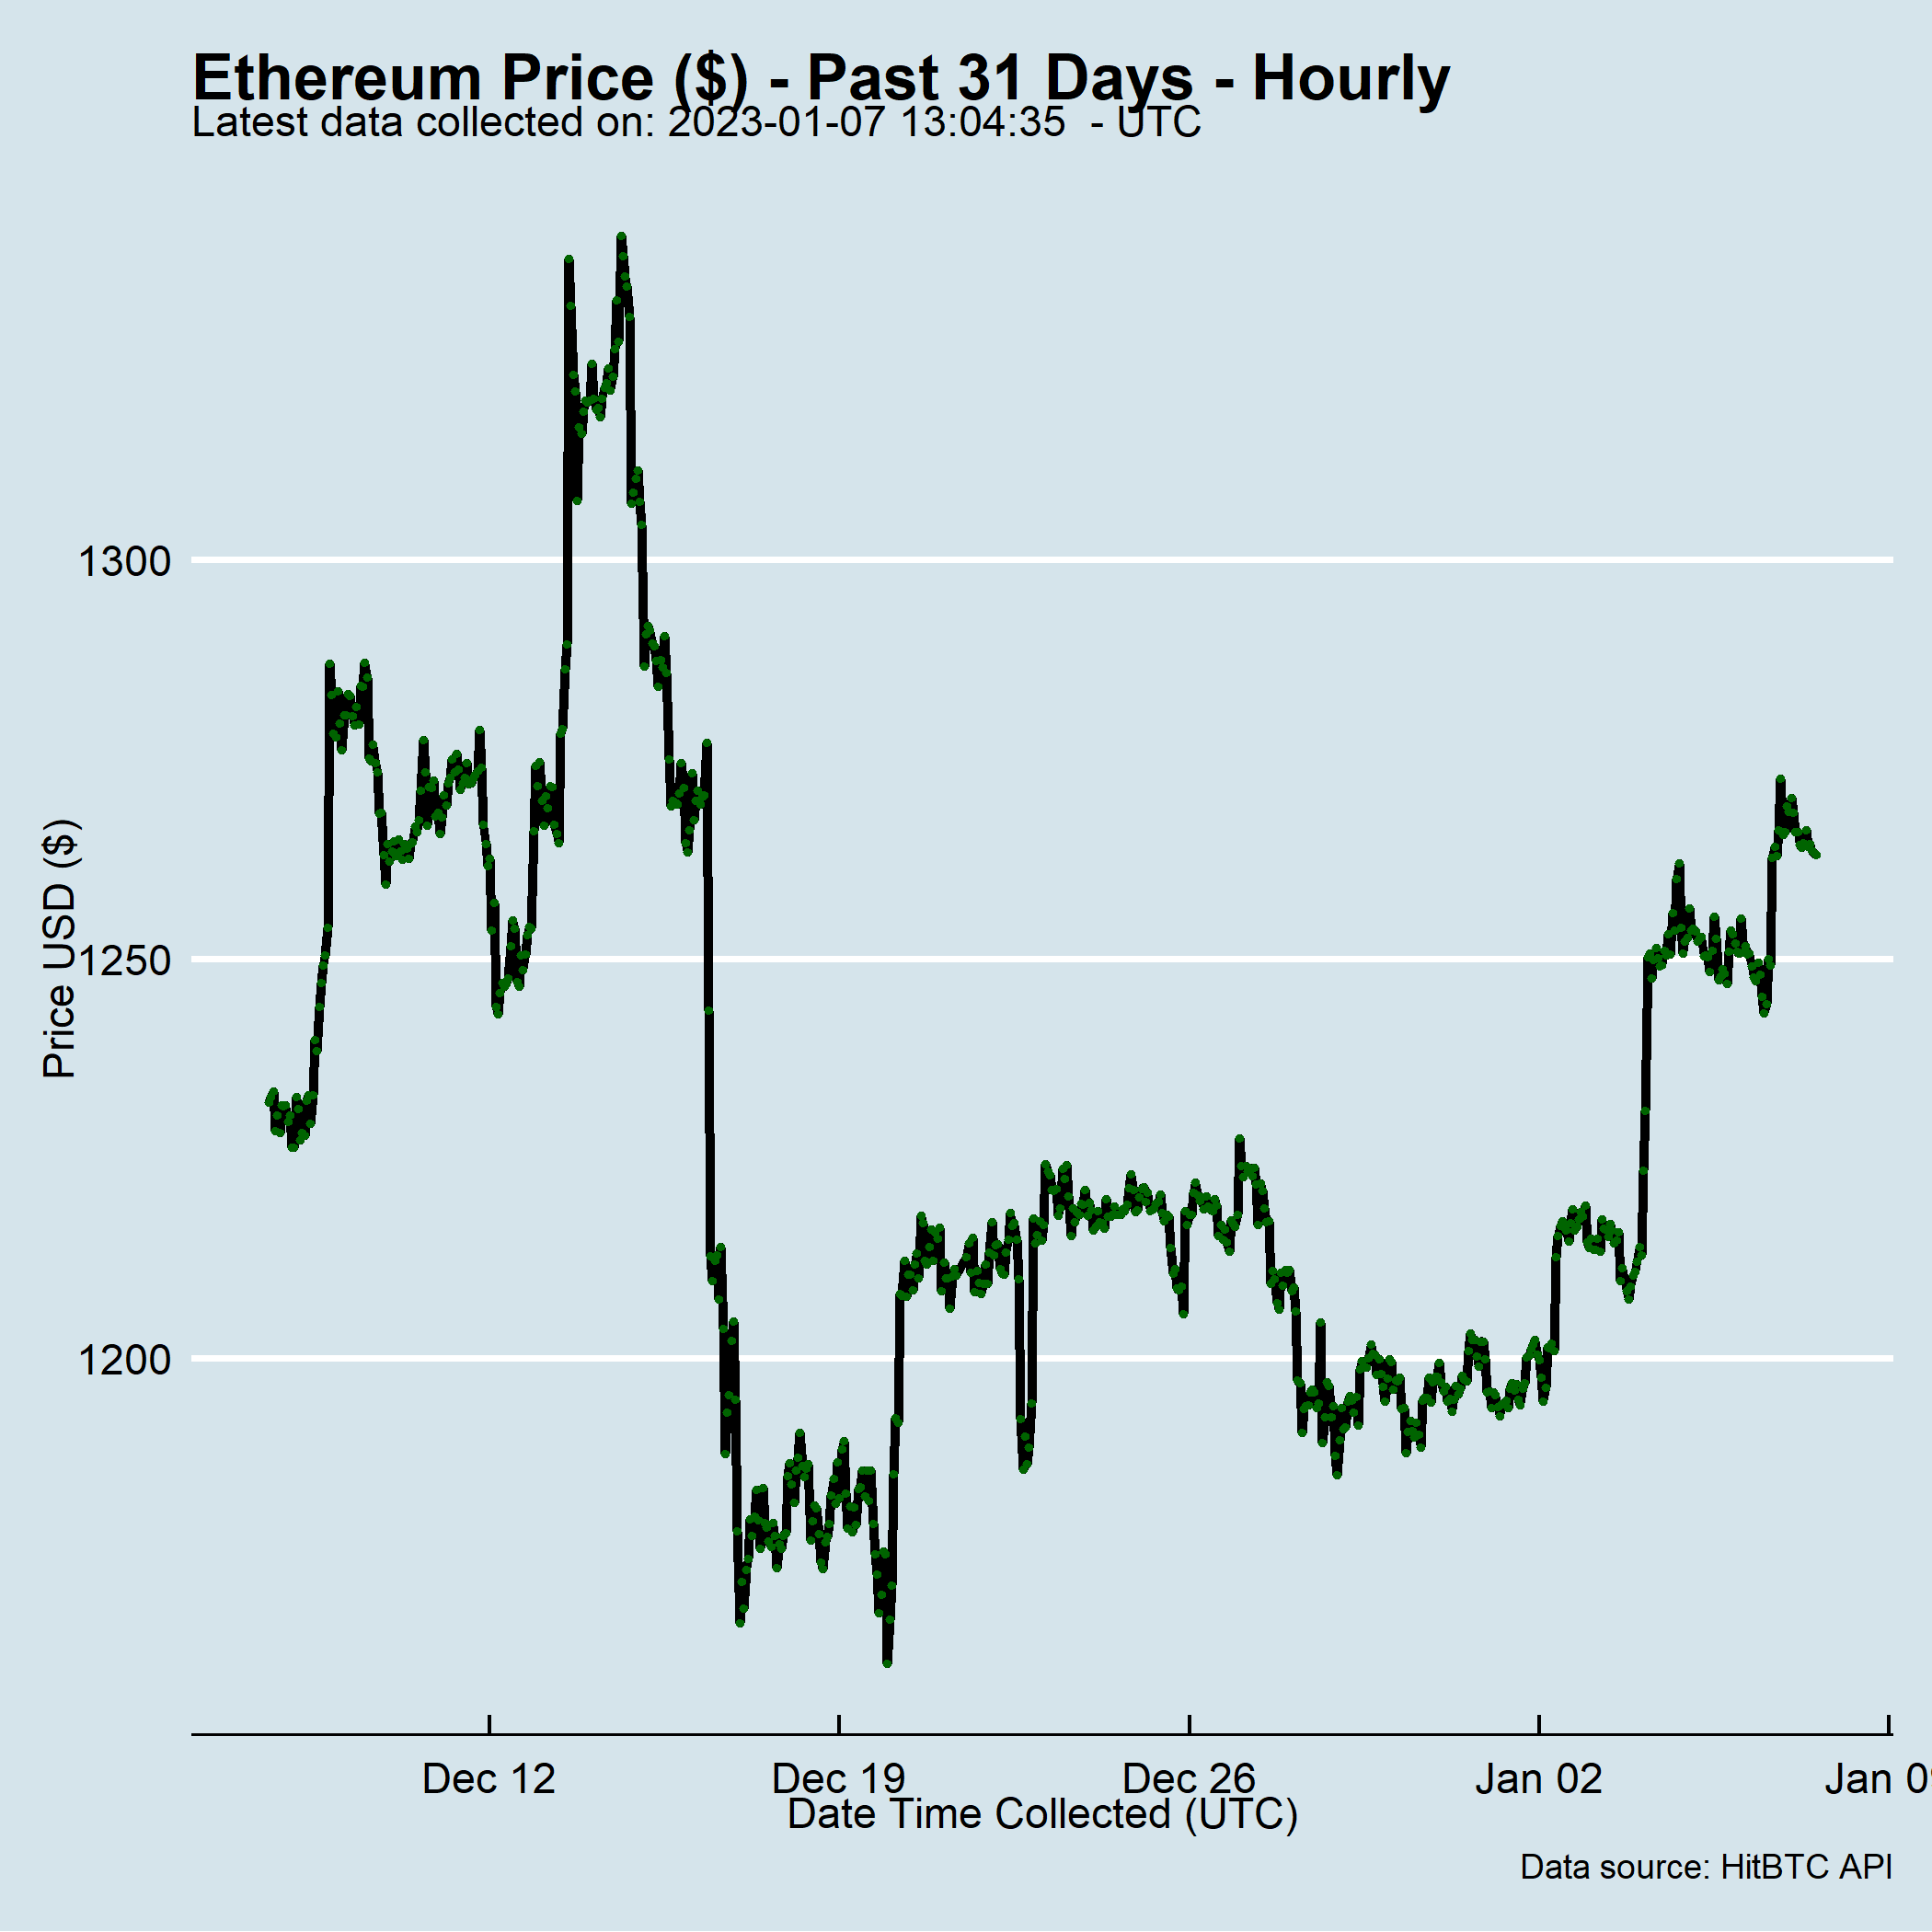 Ethereum Price ($) - Past 31 Days - Hourly
Latest data collected on: 2023-01-07 13:04:35  - UTC
Price USD ($)
1300
1250
1200
Dec 12 Dec 19 Dec 26 Jan 02 Jan 09
Date Time Collected (UTC)
Data source: HitBTC API